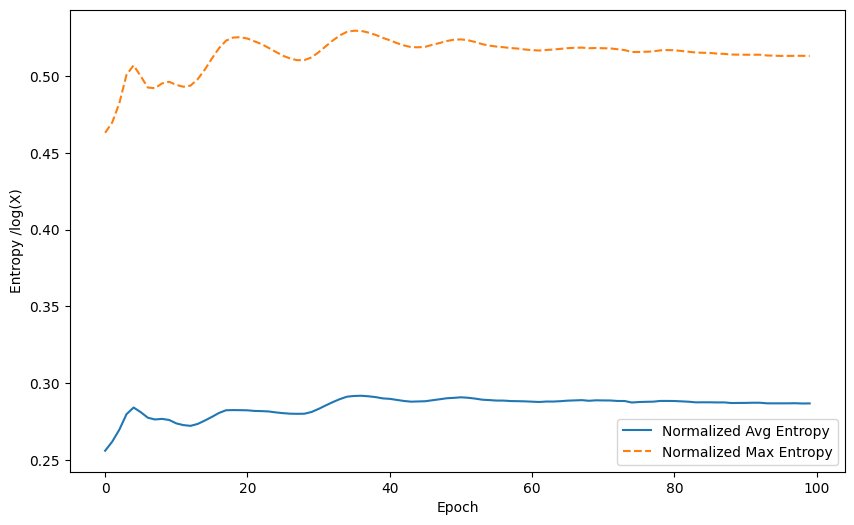 0.50
0.45
0.40
0.35
0.30
0.25
Entropy /log(X)
0 20 40 60 80 100
Epoch
Normalized Avg Entropy
Normalized Max Entropy